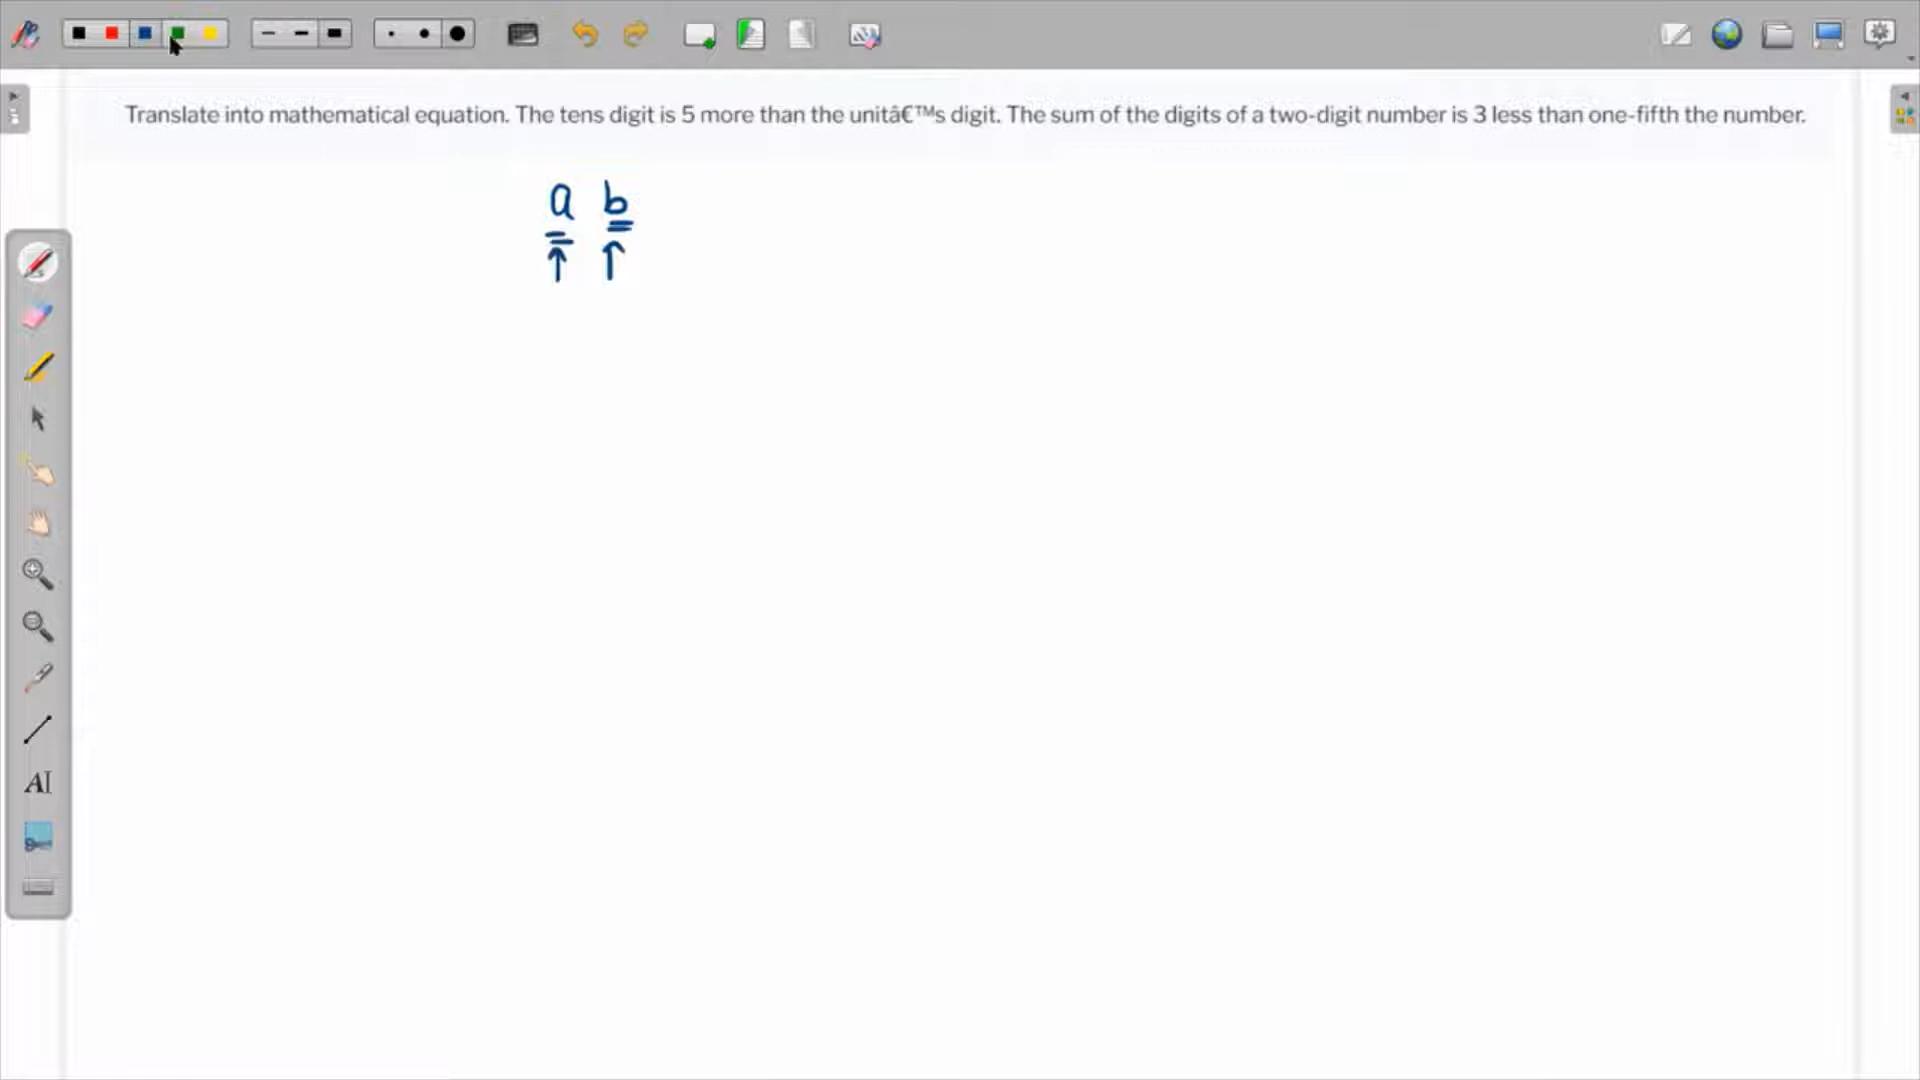 Translate into mathematical equation. The tens digit is 5 more than the unitâ€™s digit. The sum of the digits of a two-digit number is 3 less than one-fifth the number.
a b
AI